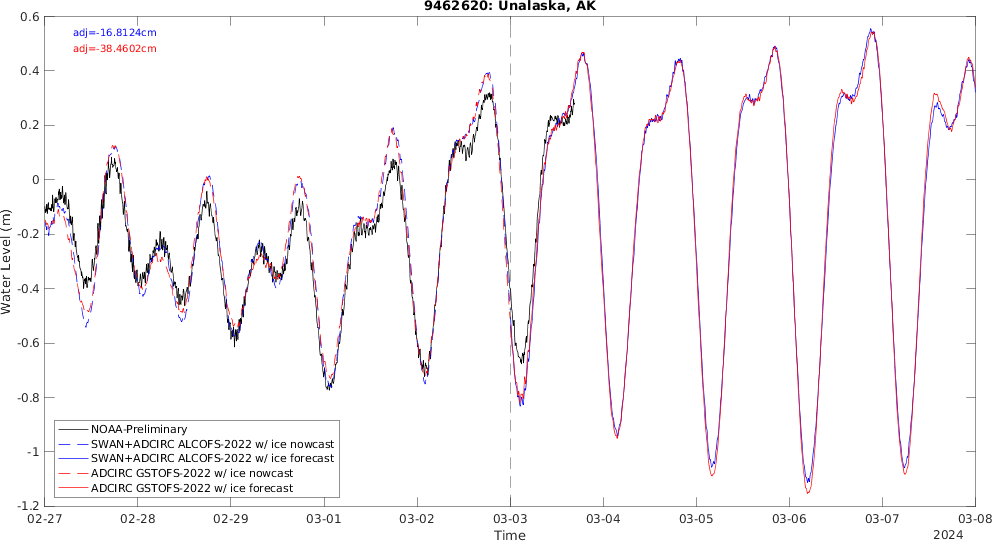 9462620: Unalaska, AK
adj=-16.8124cm
adj=-38.4602cm
0.6
0.4
0.2
0
-0.2
-0.4
-0.6
-0.8
-1
-1.2
Water Level (m)
NOAA-Preliminary
SWAN+ADCIRC ALCOFS-2022 w/ ice nowcast
SWAN+ADCIRC ALCOFS-2022 w/ ice forecast
ADCIRC GSTOFS-2022 w/ ice nowcast
ADCIRC GSTOFS-2022 w/ ice forecast
02-27 02-28 02-29 03-01 03-02 03-03 03-04 03-05 03-06 03-07 03-08
Time
2024